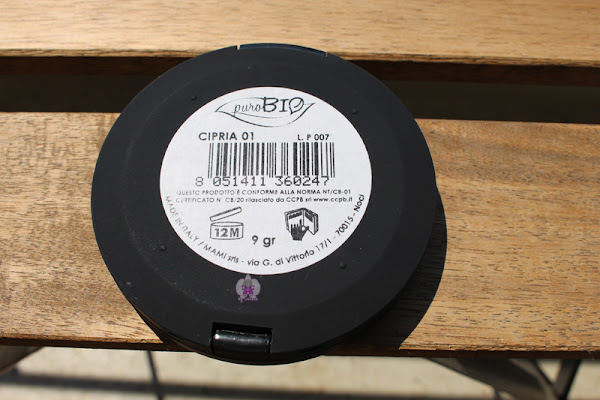 puroBIO
CIPRIA 01 L. P 007
8 051411 360247
QUESTO PRODOTTO È CONFORME ALLA NORMA NT/CB-01
CERTIFICATO N° CB/20 rilasciato da CCPB srl www.ccpb.it
12M 9 gr
MADE IN ITALY / MAMI srls - via G. di Vittorio 17/1 - 70015 - Noci